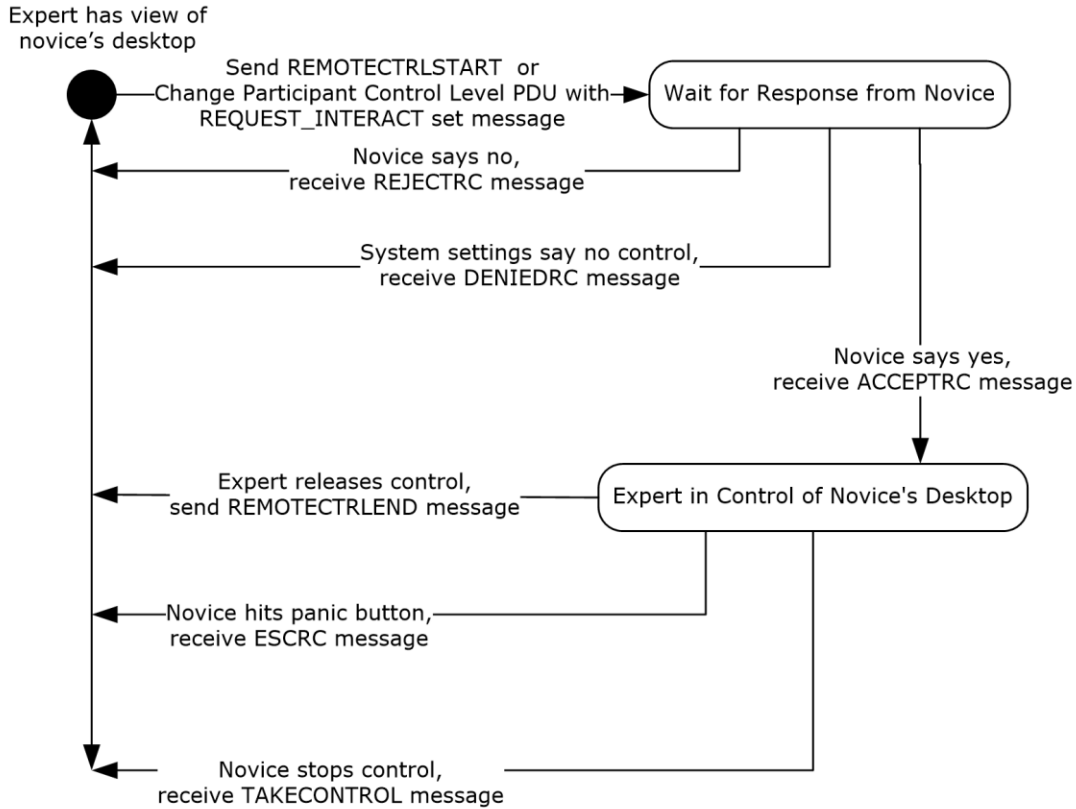 Expert has view of
novice's desktop
Send REMOTECTRLSTART or
Change Participant Control Level PDU with
REQUEST_INTERACT set message
Wait for Response from Novice
Novice says no,
receive REJECTRC message
System settings say no control,
receive DENIEDRC message
Novice says yes,
receive ACCEPTRC message
Expert releases control,
send REMOTECTRLEND message
Expert in Control of Novice's Desktop
Novice hits panic button,
receive ESCRC message
Novice stops control,
receive TAKECONTROL message